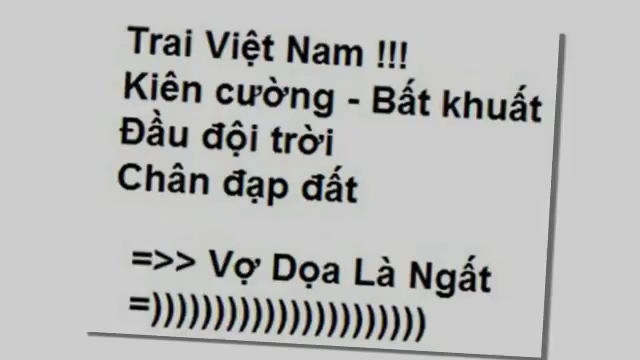 Trai Việt Nam !!!
Kiên cường - Bất khuất
Đầu đội trời
Chân đạp đất
=>> Vợ Dọa Là Ngất
=))))))))))))))))))))))